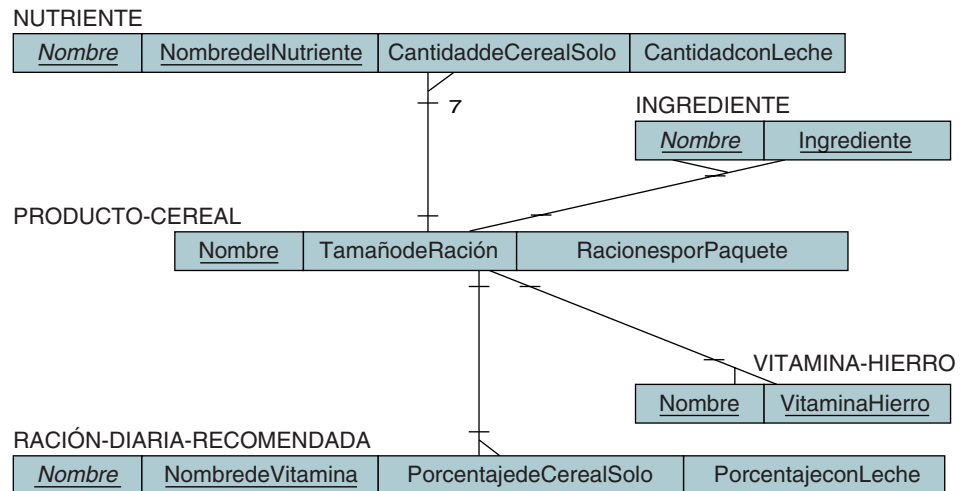 NUTRIENTE
Nombre NombredelNutriente CantidaddeCerealSolo CantidadconLeche
7
INGREDIENTE
Nombre Ingrediente
PRODUCTO-CEREAL
Nombre TamañodeRación RacionesporPaquete
VITAMINA-HIERRO
Nombre VitaminaHierro
RACIÓN-DIARIA-RECOMENDADA
Nombre NombredeVitamina PorcentajedeCerealSolo PorcentajeconLeche